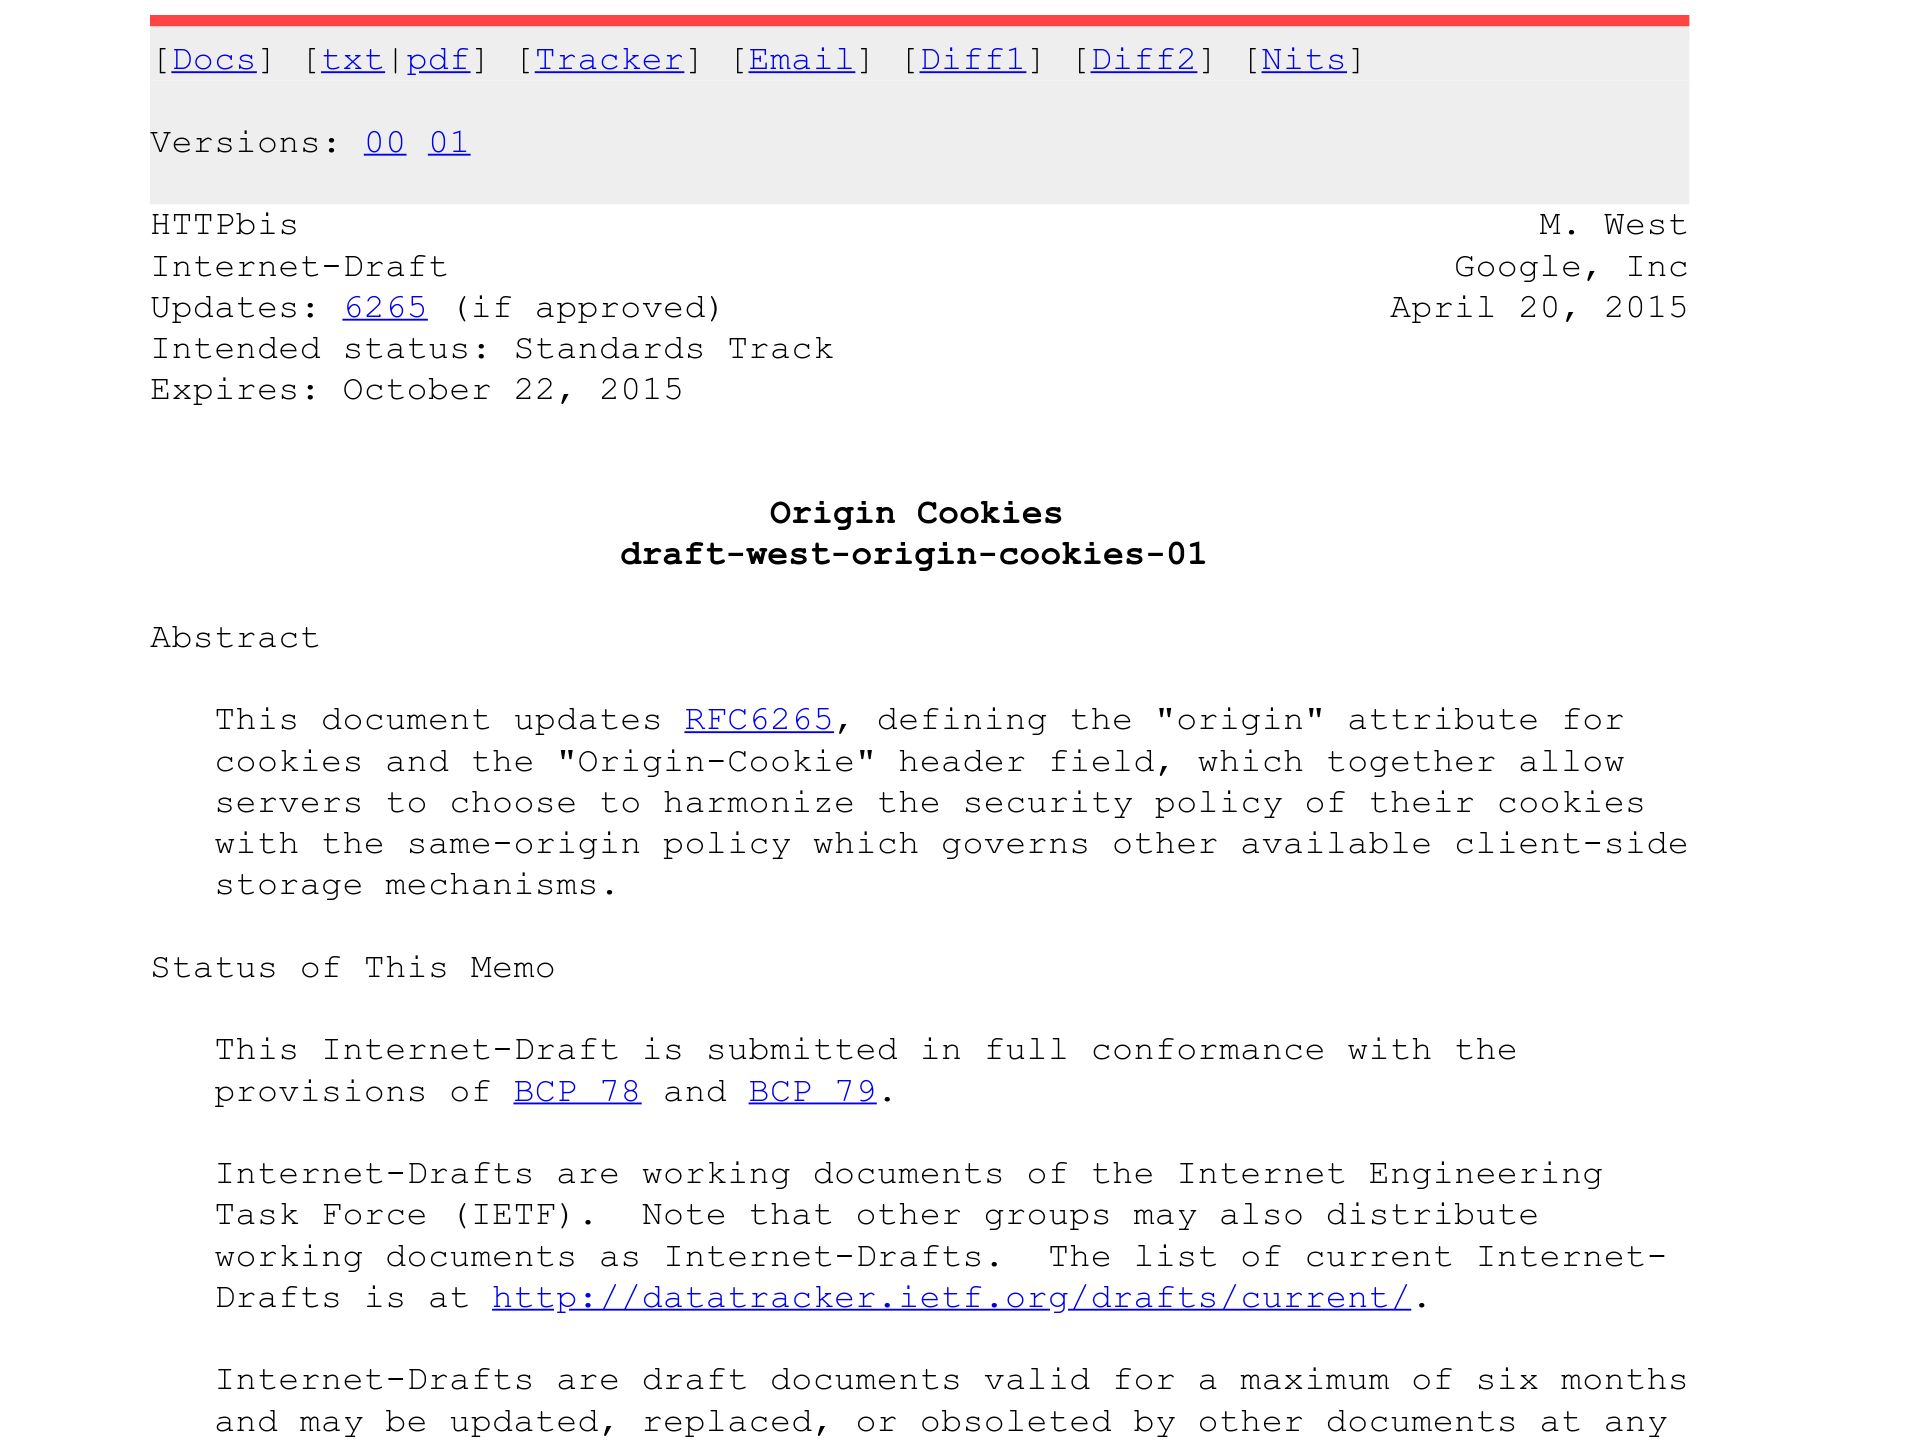 [Docs] [txt|pdf] [Tracker] [Email] [Diff1] [Diff2] [Nits]
Versions: 00 01
HTTPbis M. West
Internet-Draft Google, Inc
Updates: 6265 (if approved) April 20, 2015
Intended status: Standards Track
Expires: October 22, 2015
Origin Cookies
draft-west-origin-cookies-01
Abstract
This document updates RFC6265, defining the "origin" attribute for
cookies and the "Origin-Cookie" header field, which together allow
servers to choose to harmonize the security policy of their cookies
with the same-origin policy which governs other available client-side
storage mechanisms.
Status of This Memo
This Internet-Draft is submitted in full conformance with the
provisions of BCP 78 and BCP 79.
Internet-Drafts are working documents of the Internet Engineering
Task Force (IETF).  Note that other groups may also distribute
working documents as Internet-Drafts.  The list of current Internet-
Drafts is at http://datatracker.ietf.org/drafts/current/.
Internet-Drafts are draft documents valid for a maximum of six months
and may be updated, replaced, or obsoleted by other documents at any